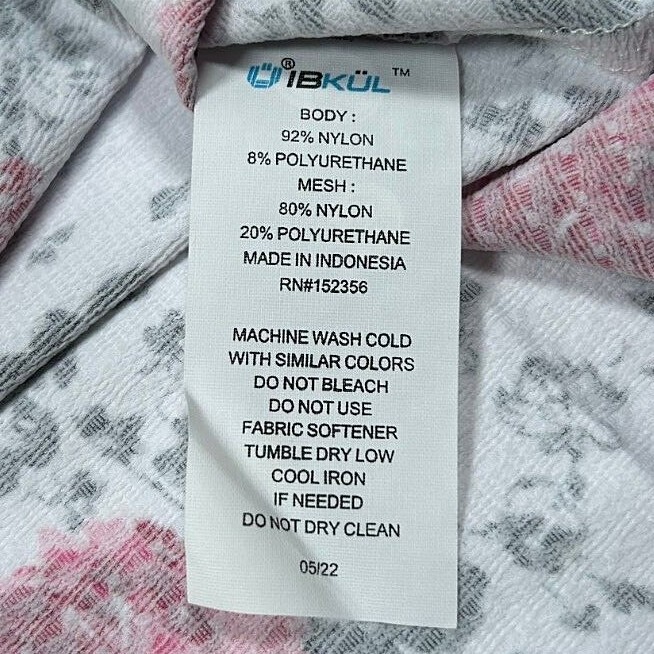 ®IBKÜL™
BODY :
92% NYLON
8% POLYURETHANE
MESH :
80% NYLON
20% POLYURETHANE
MADE IN INDONESIA
RN#152356
MACHINE WASH COLD
WITH SIMILAR COLORS
DO NOT BLEACH
DO NOT USE
FABRIC SOFTENER
TUMBLE DRY LOW
COOL IRON
IF NEEDED
DO NOT DRY CLEAN
05/22